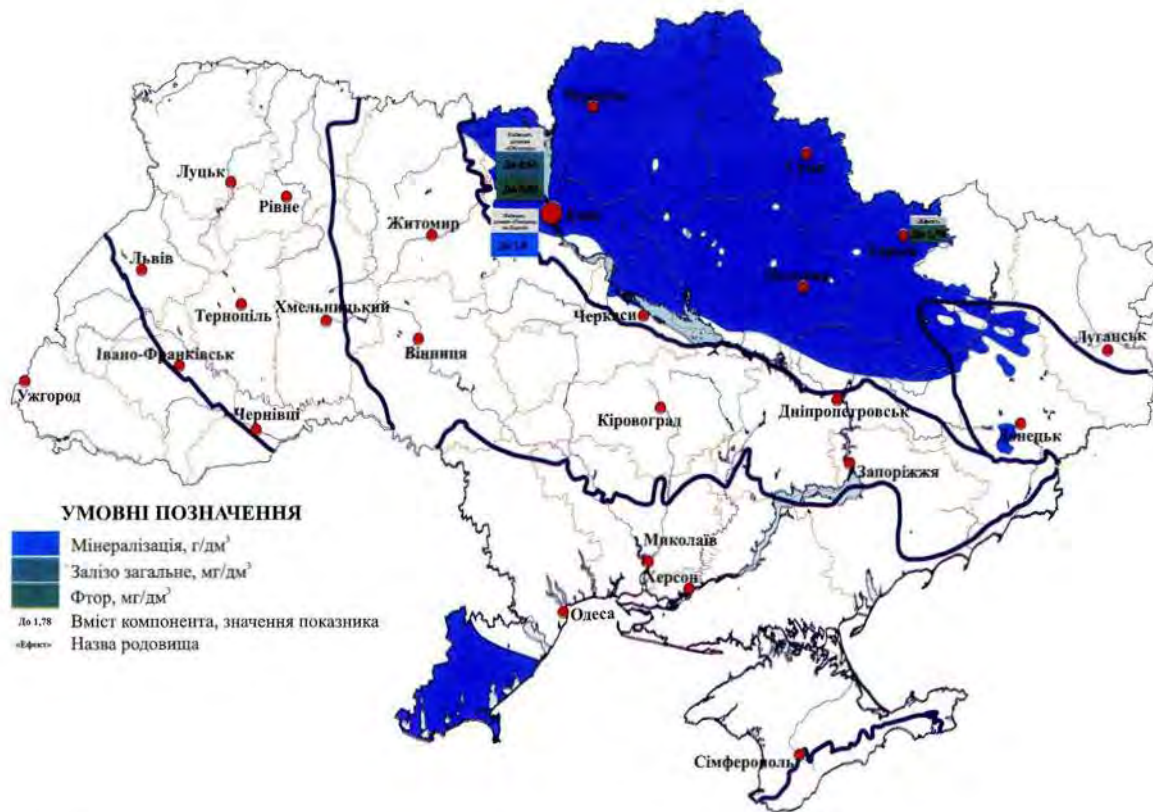 Луцьк
Рівне
Житомир
Львів
Тернопіль
Хмельницький
Черкаси
Вінниця
Івано-Франківськ
Луганськ
Ужгород
Чернівці
Кіровоград
Дніпропетровськ
Донецьк
Запоріжжя
УМОВНІ ПОЗНАЧЕННЯ
Мінералізація, г/дм³
Залізо загальне, мг/дм³
Фтор, мг/дм³
До 1,78 Вміст компонента, значення показника
«Ефект» Назва родовища
Миколаїв
Херсон
Одеса
Сімферополь